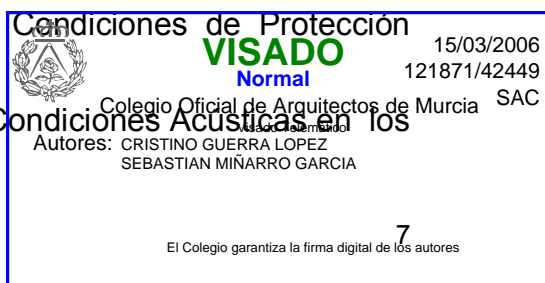 Condiciones de Protección
VISADO
15/03/2006
Normal
121871/42449
Colegio Oficial de Arquitectos de Murcia
SAC
Condiciones Acústicas en los
Visado Telemático
Autores: CRISTINO GUERRA LOPEZ
SEBASTIAN MIÑARRO GARCIA
7
El Colegio garantiza la firma digital de los autores